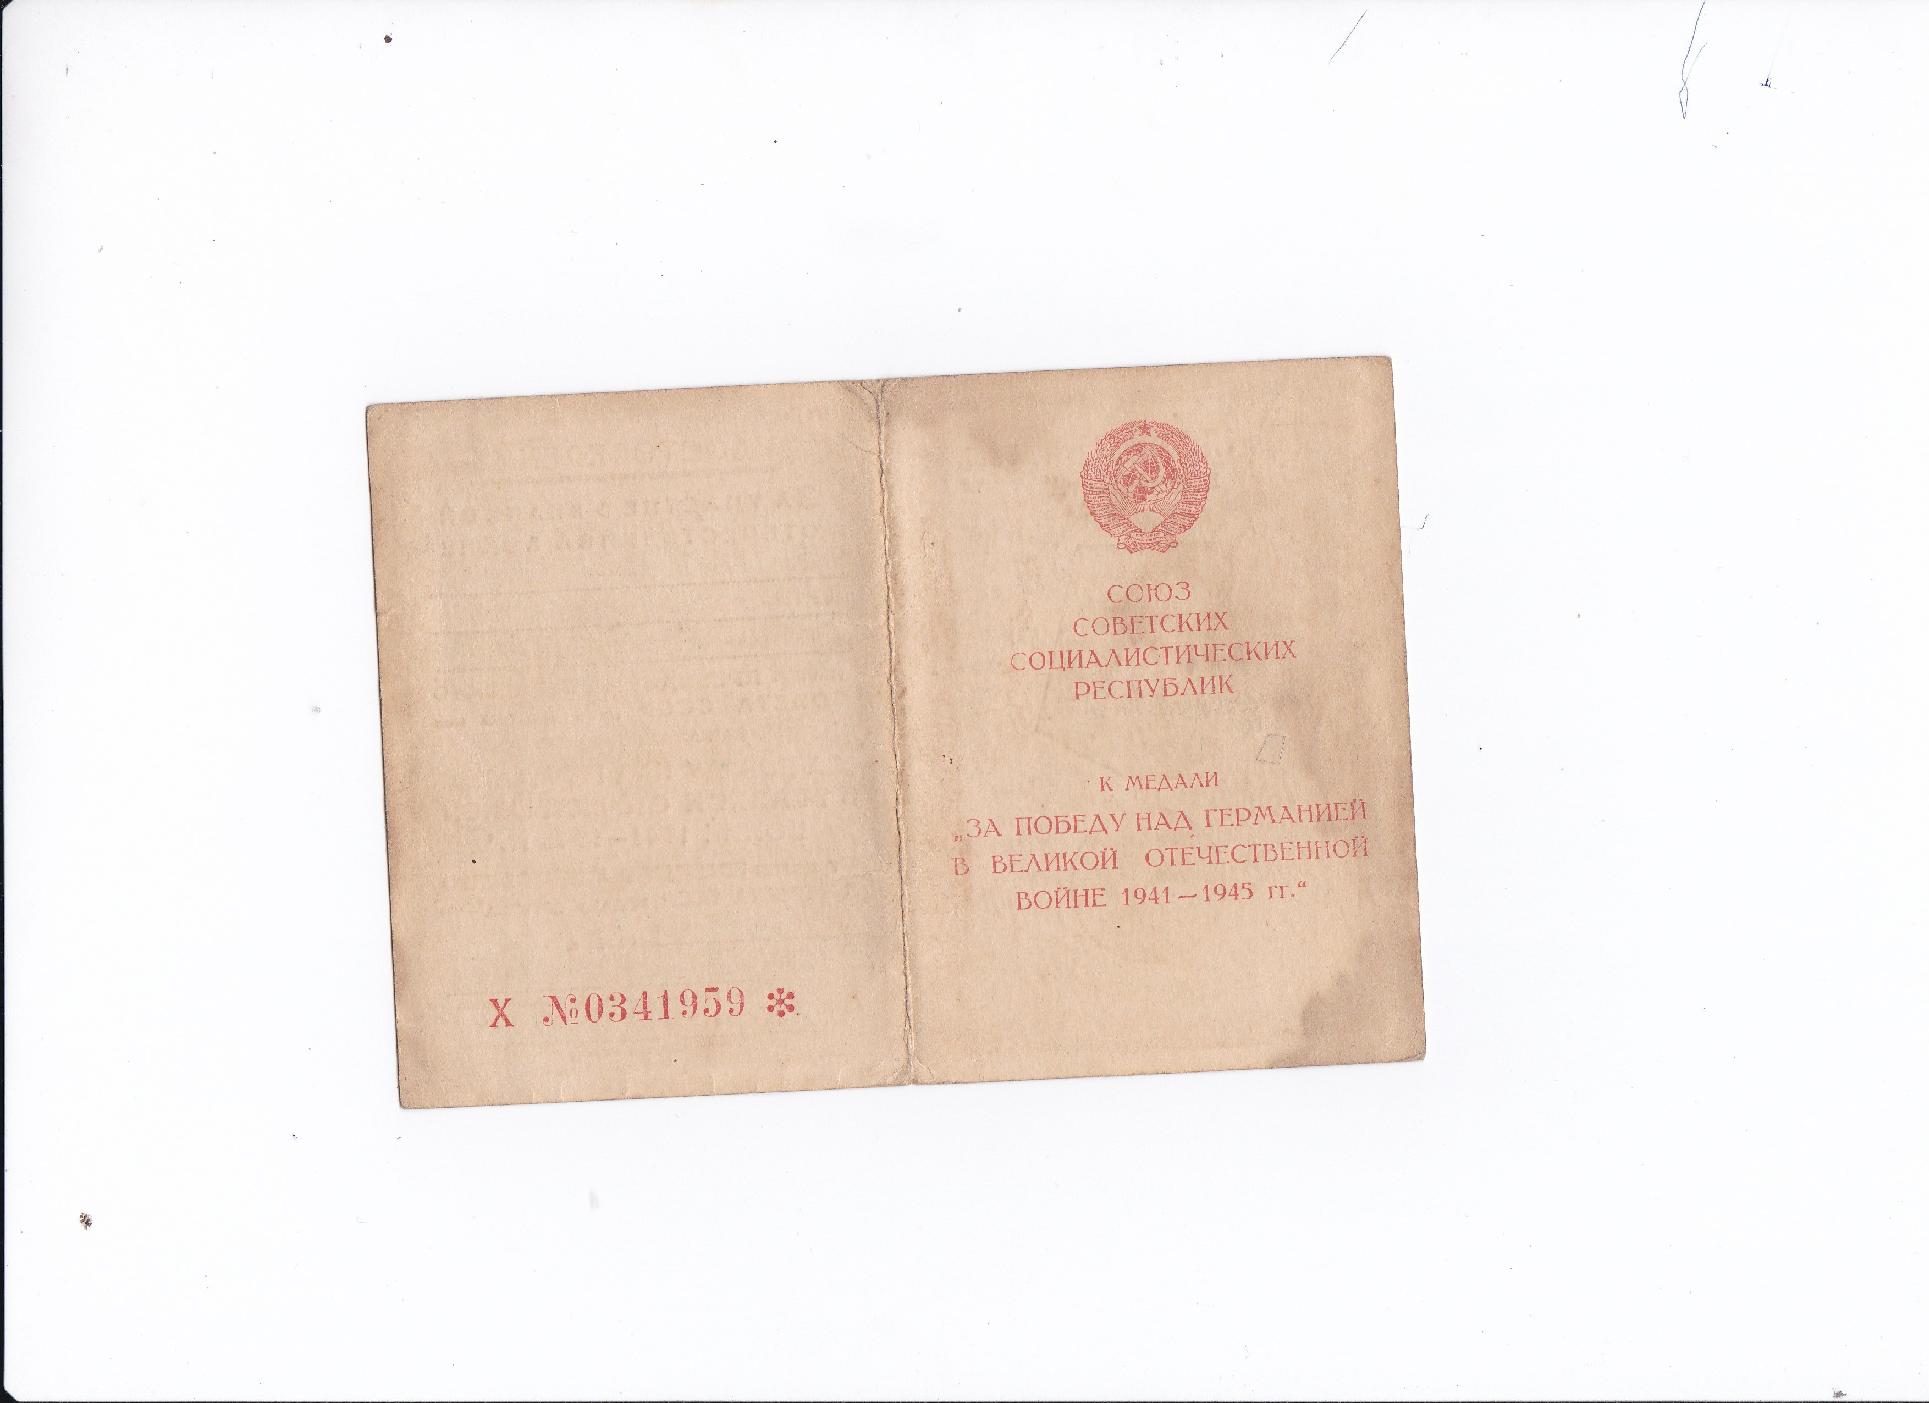 СОЮЗ
СОВЕТСКИХ
СОЦИАЛИСТИЧЕСКИХ
РЕСПУБЛИК
К МЕДАЛИ
„ЗА ПОБЕДУ НАД ГЕРМАНИЕЙ
В ВЕЛИКОЙ ОТЕЧЕСТВЕННОЙ
ВОЙНЕ 1941—1945 гг.“
Х №0341959 *